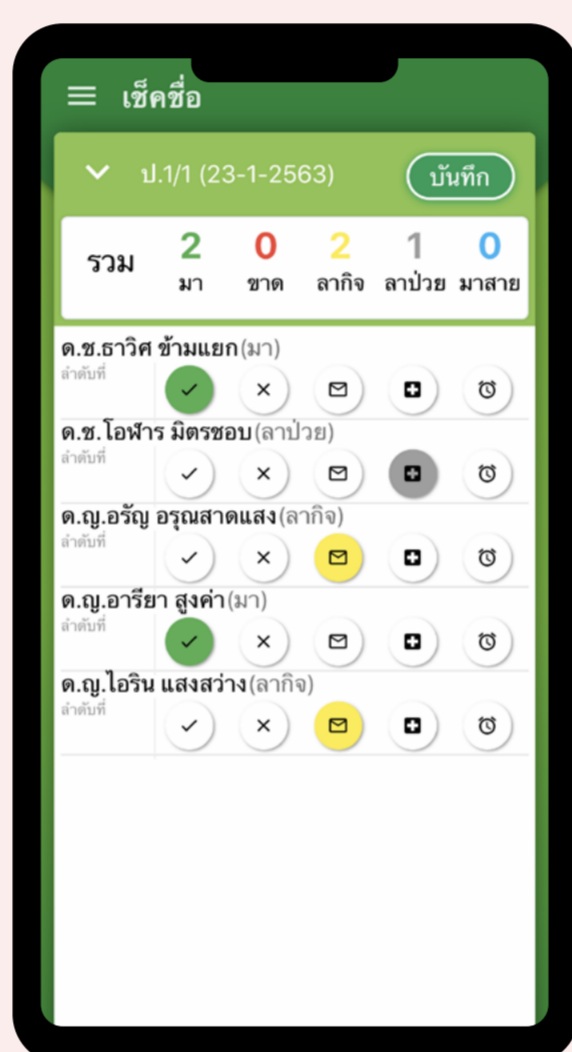 เช็คชื่อ
ป.1/1 (23-1-2563) บันทึก
รวม 2 0 2 1 0
มา ขาด ลากิจ ลาป่วย มาสาย
ด.ช.ธาวิศ ข้ามแยก(มา)
ลำดับที่
ด.ช.โอฬาร มิตรชอบ(ลาป่วย)
ลำดับที่
ด.ญ.อรัญ อรุณสาดแสง(ลากิจ)
ลำดับที่
ด.ญ.อารียา สูงค่า(มา)
ลำดับที่
ด.ญ.ไอริน แสงสว่าง(ลากิจ)
ลำดับที่